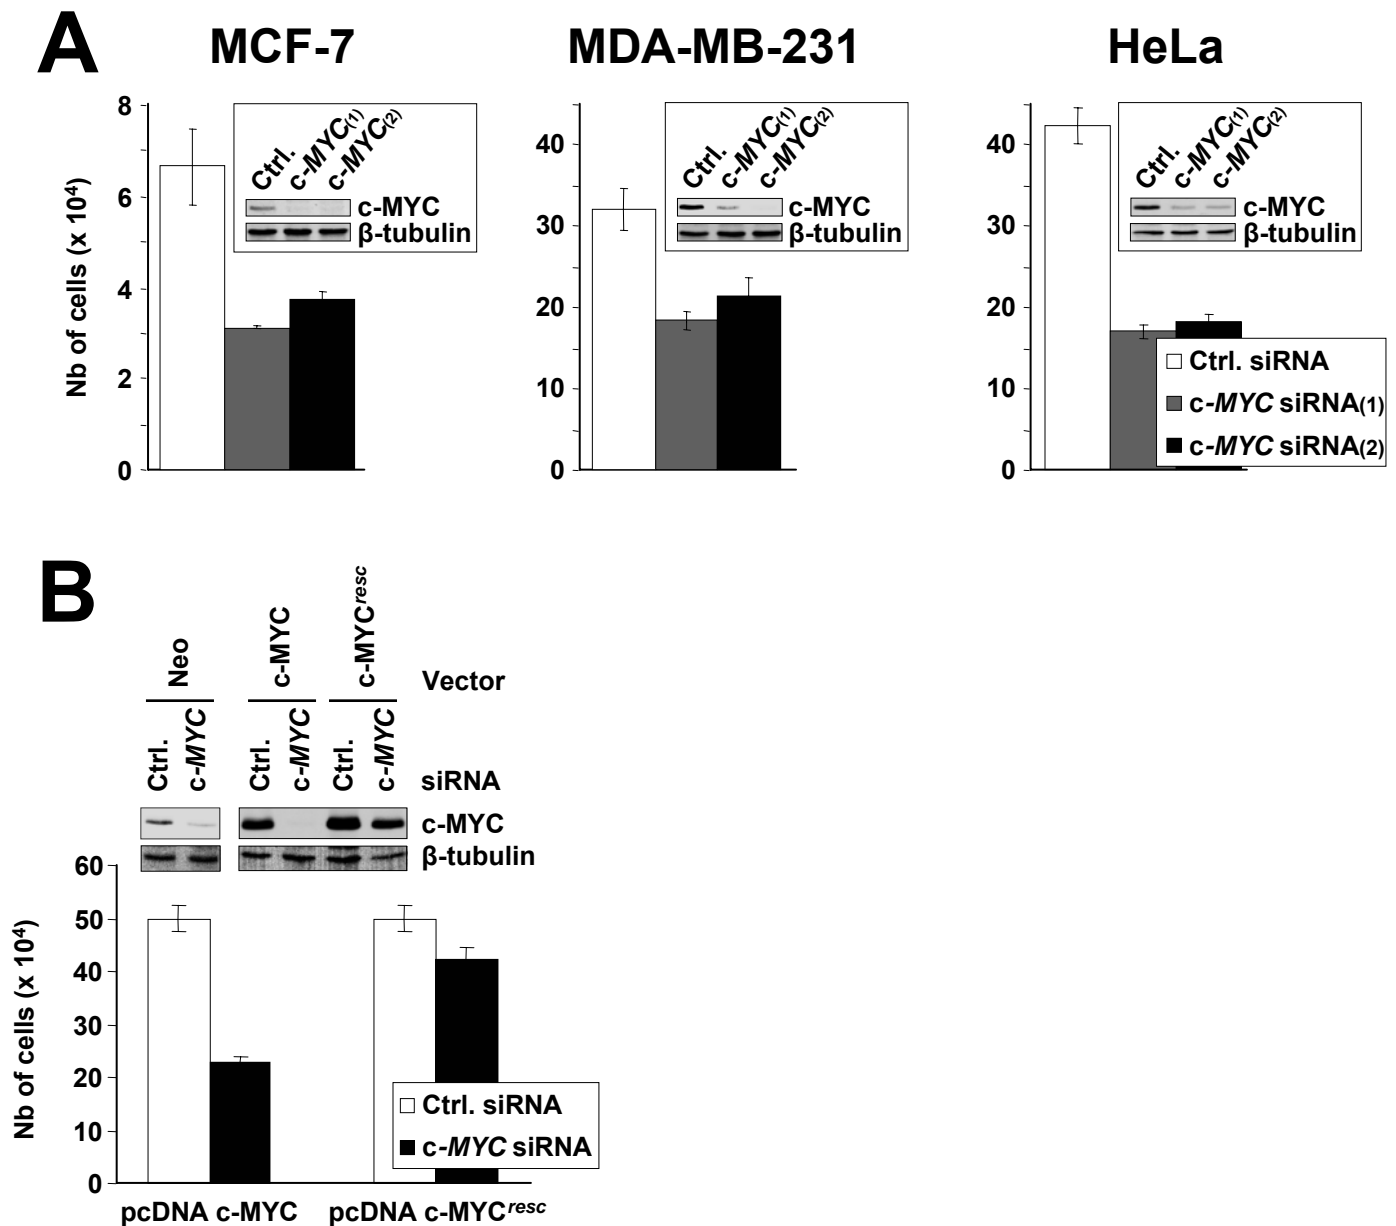 A
MCF-7
MDA-MB-231
HeLa
Nb of cells (x 10⁴)
8
6
4
2
0
Ctrl.
c-MYC(1)
c-MYC(2)
c-MYC
β-tubulin
40
30
20
10
0
Ctrl.
c-MYC(1)
c-MYC(2)
c-MYC
β-tubulin
40
30
20
10
0
Ctrl.
c-MYC(1)
c-MYC(2)
c-MYC
β-tubulin
Ctrl. siRNA
c-MYC siRNA(1)
c-MYC siRNA(2)
B
Neo
c-MYC
c-MYCresc
Vector
Ctrl.
c-MYC
Ctrl.
c-MYC
Ctrl.
c-MYC
siRNA
c-MYC
β-tubulin
Nb of cells (x 10⁴)
60
50
40
30
20
10
0
Ctrl. siRNA
c-MYC siRNA
pcDNA c-MYC
pcDNA c-MYCresc